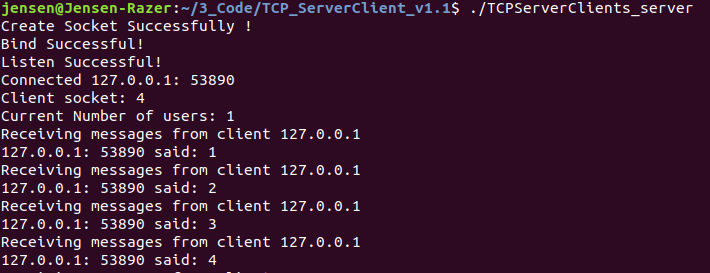 jensen@Jensen-Razer:~/3_Code/TCP_ServerClient_v1.1$ ./TCPServerClients_server
Create Socket Successfully !
Bind Successful!
Listen Successful!
Connected 127.0.0.1: 53890
Client socket: 4
Current Number of users: 1
Receiving messages from client 127.0.0.1
127.0.0.1: 53890 said: 1
Receiving messages from client 127.0.0.1
127.0.0.1: 53890 said: 2
Receiving messages from client 127.0.0.1
127.0.0.1: 53890 said: 3
Receiving messages from client 127.0.0.1
127.0.0.1: 53890 said: 4